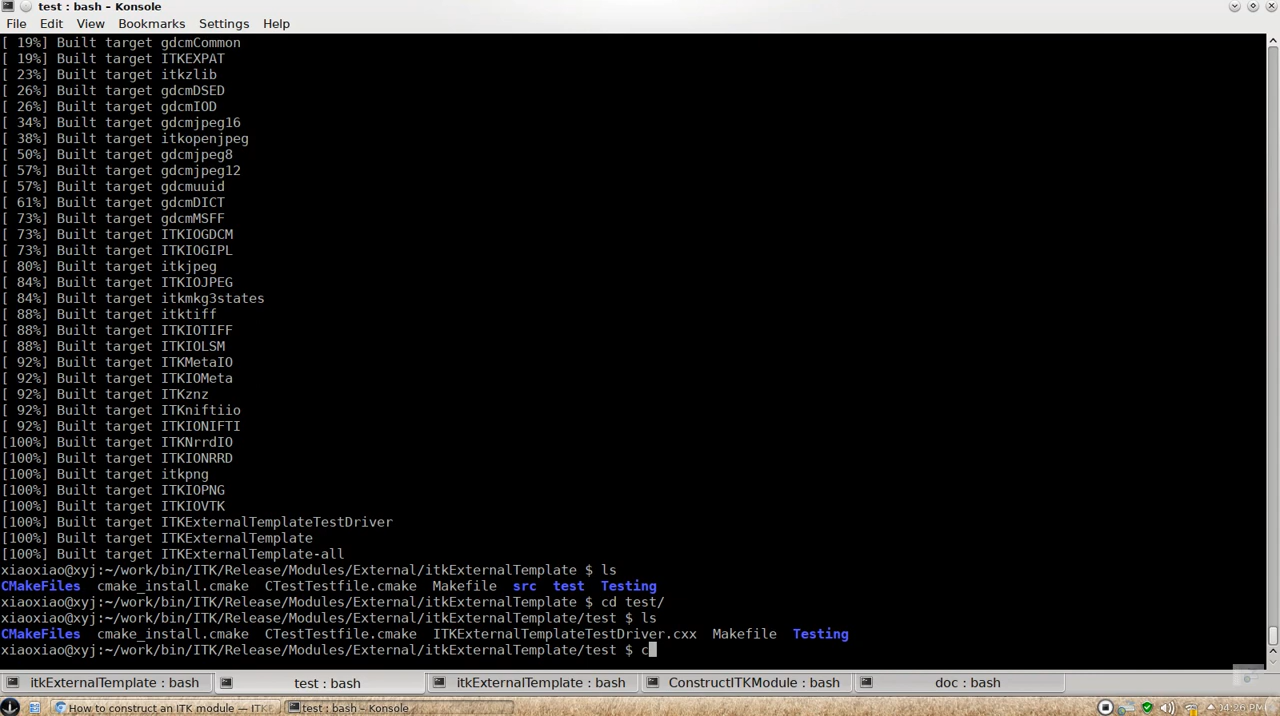 test : bash – Konsole
File Edit View Bookmarks Settings Help
[ 19%] Built target gdcmCommon
[ 19%] Built target ITKEXPAT
[ 23%] Built target itkzlib
[ 26%] Built target gdcmDSED
[ 26%] Built target gdcmIOD
[ 34%] Built target gdcmjpeg16
[ 38%] Built target itkopenjpeg
[ 50%] Built target gdcmjpeg8
[ 57%] Built target gdcmjpeg12
[ 57%] Built target gdcmuuid
[ 61%] Built target gdcmDICT
[ 73%] Built target gdcmMSFF
[ 73%] Built target ITKIOGDCM
[ 73%] Built target ITKIOGIPL
[ 80%] Built target itkjpeg
[ 84%] Built target ITKIOJPEG
[ 84%] Built target itkmkg3states
[ 88%] Built target itktiff
[ 88%] Built target ITKIOTIFF
[ 88%] Built target ITKIOLSM
[ 92%] Built target ITKMetaIO
[ 92%] Built target ITKIOMeta
[ 92%] Built target ITKznz
[ 92%] Built target ITKniftiio
[ 92%] Built target ITKIONIFTI
[100%] Built target ITKNrrdIO
[100%] Built target ITKIONRRD
[100%] Built target itkpng
[100%] Built target ITKIOPNG
[100%] Built target ITKIOVTK
[100%] Built target ITKExternalTemplateTestDriver
[100%] Built target ITKExternalTemplate
[100%] Built target ITKExternalTemplate-all
xiaoxiao@xyj:~/work/bin/ITK/Release/Modules/External/itkExternalTemplate $ ls
CMakeFiles cmake_install.cmake CTestTestfile.cmake Makefile src test Testing
xiaoxiao@xyj:~/work/bin/ITK/Release/Modules/External/itkExternalTemplate $ cd test/
xiaoxiao@xyj:~/work/bin/ITK/Release/Modules/External/itkExternalTemplate/test $ ls
CMakeFiles cmake_install.cmake CTestTestfile.cmake ITKExternalTemplateTestDriver.cxx Makefile Testing
xiaoxiao@xyj:~/work/bin/ITK/Release/Modules/External/itkExternalTemplate/test $ c
itkExternalTemplate : bash test : bash itkExternalTemplate : bash ConstructITKModule : bash doc : bash
How to construct an ITK module — ITK test : bash – Konsole 04:26 PM